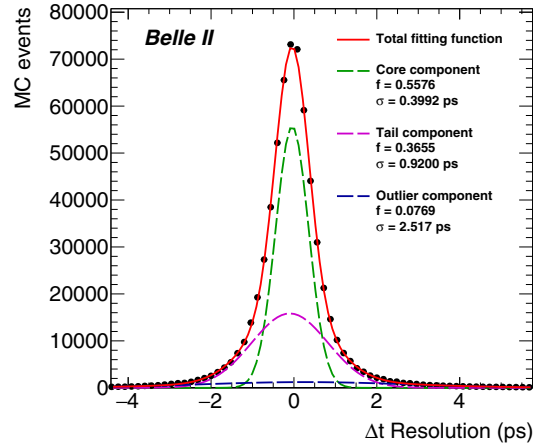 Belle II
Total fitting function
Core component
f = 0.5576
σ = 0.3992 ps
Tail component
f = 0.3655
σ = 0.9200 ps
Outlier component
f = 0.0769
σ = 2.517 ps
MC events
80000
70000
60000
50000
40000
30000
20000
10000
0
-4
-2
0
2
4
Δt Resolution (ps)